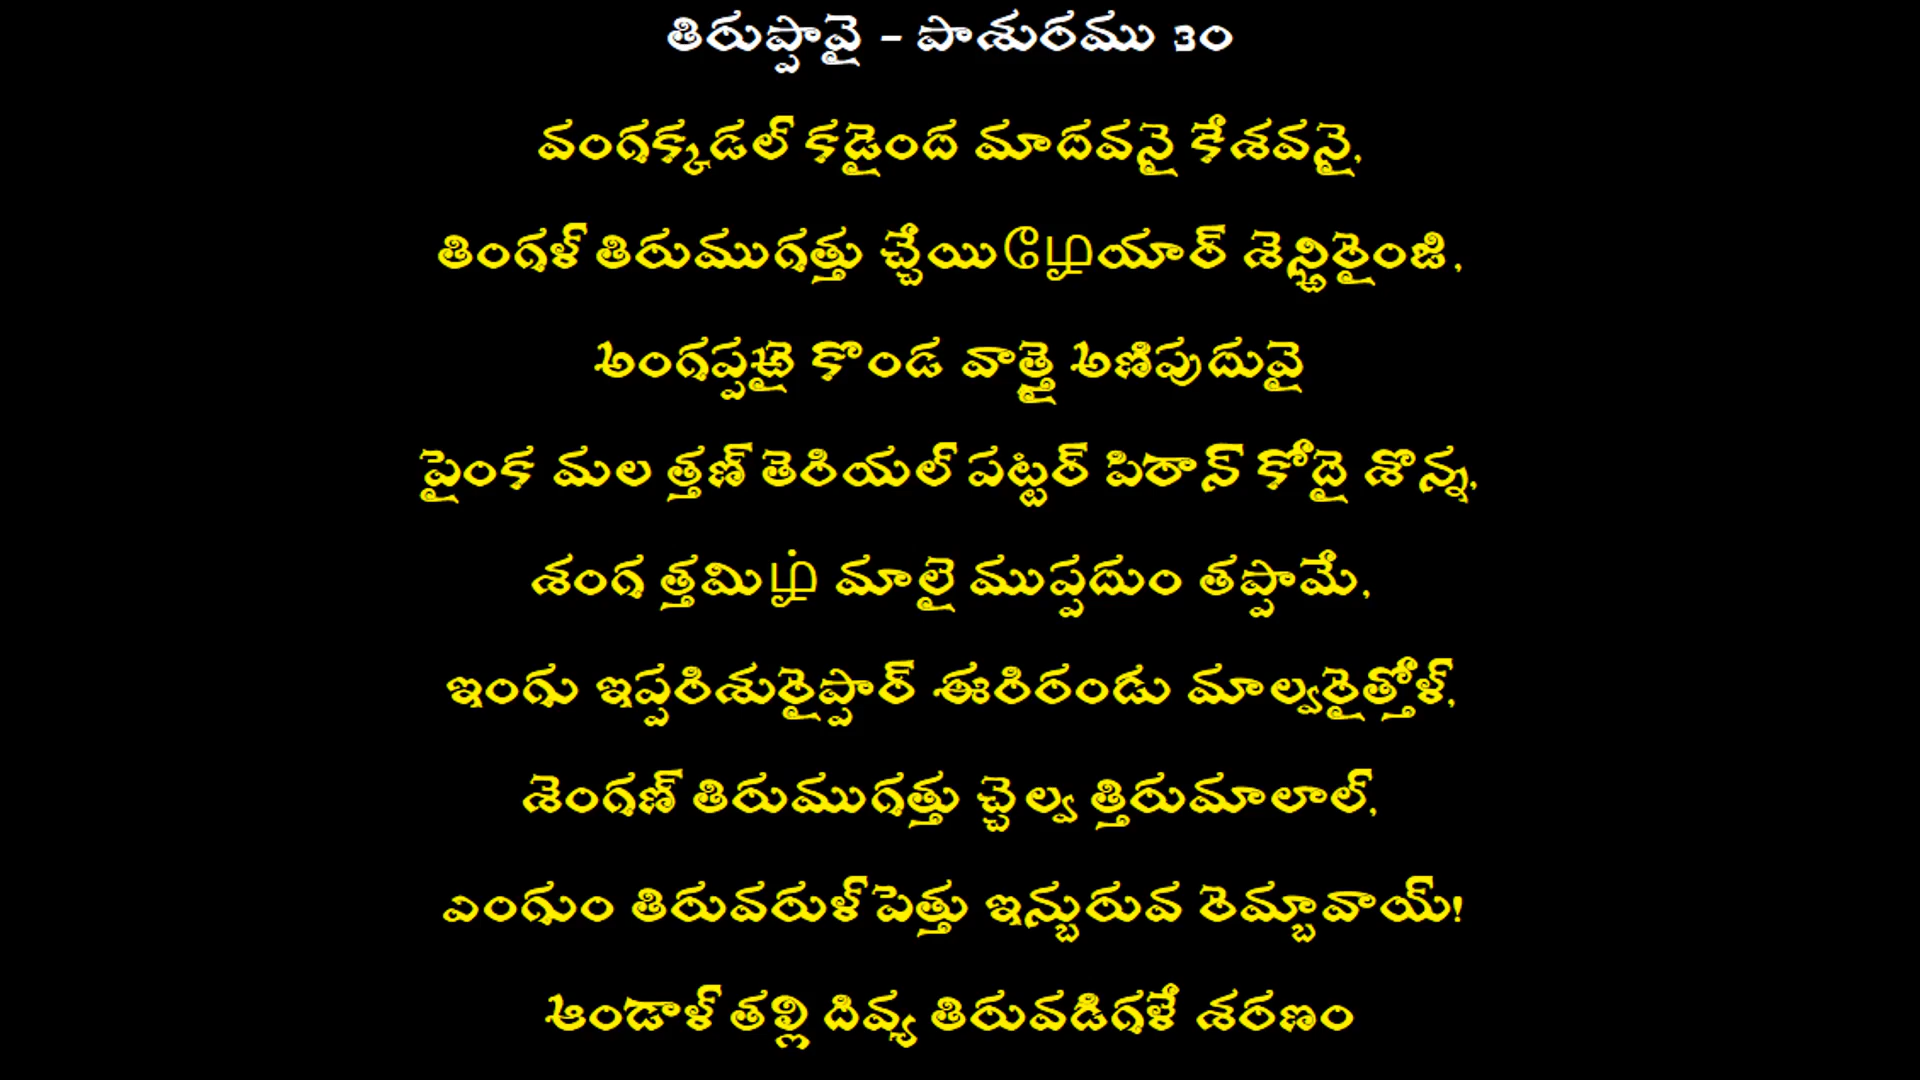 తిరుప్పావై – పాశురము 30
వంగక్కడల్ కడైంద మాదవనై కేశవనై,
తింగళ్ తిరుముగత్తు చ్చేయిழேయార్ శెన్ఱిరైంజి,
అంగప్పఱై కొండ వాత్తై అణిపుదువై
పైంక మల త్తణ్ తెరియల్ పట్టర్ పిరాన్ కోదై శొన్న,
శంగ త్తమిழ் మాలై ముప్పదుం తప్పామే,
ఇంగు ఇప్పరిశురైప్పార్ ఈరిరండు మాల్వరైత్తోళ్,
శెంగణ్ తిరుముగత్తు చ్చెల్వ త్తిరుమాలాల్,
ఎంగుం తిరువరుళ్ పెత్తు ఇన్బురువ రెమ్బావాయ్!
ఆండాళ్ తల్లి దివ్య తిరువడిగళే శరణం